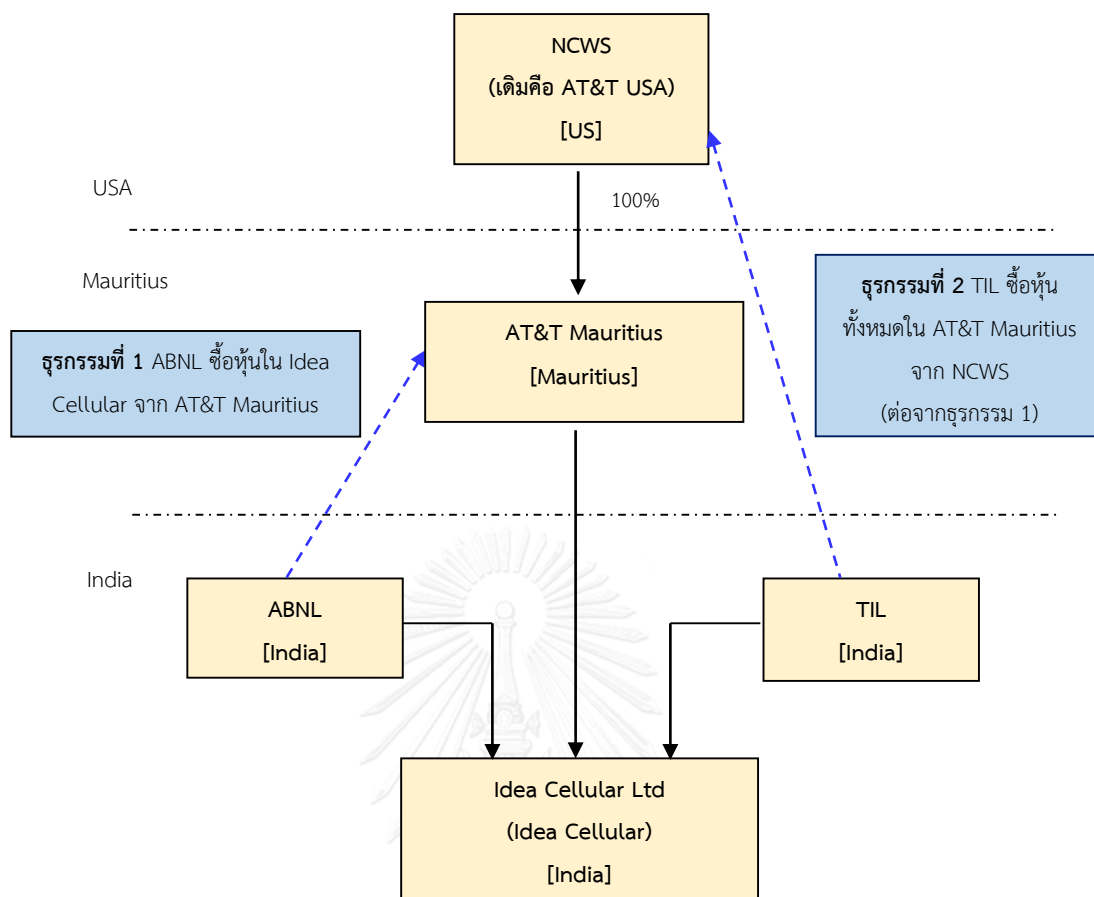 NCWS
(เดิมคือ AT&T USA)
[US]
USA
100%
Mauritius
ธุรกรรมที่ 2 TIL ซื้อหุ้น
ทั้งหมดใน AT&T Mauritius
จาก NCWS
(ต่อจากธุรกรรม 1)
AT&T Mauritius
[Mauritius]
ธุรกรรมที่ 1 ABNL ซื้อหุ้นใน Idea
Cellular จาก AT&T Mauritius
India
ABNL
[India]
TIL
[India]
Idea Cellular Ltd
(Idea Cellular)
[India]